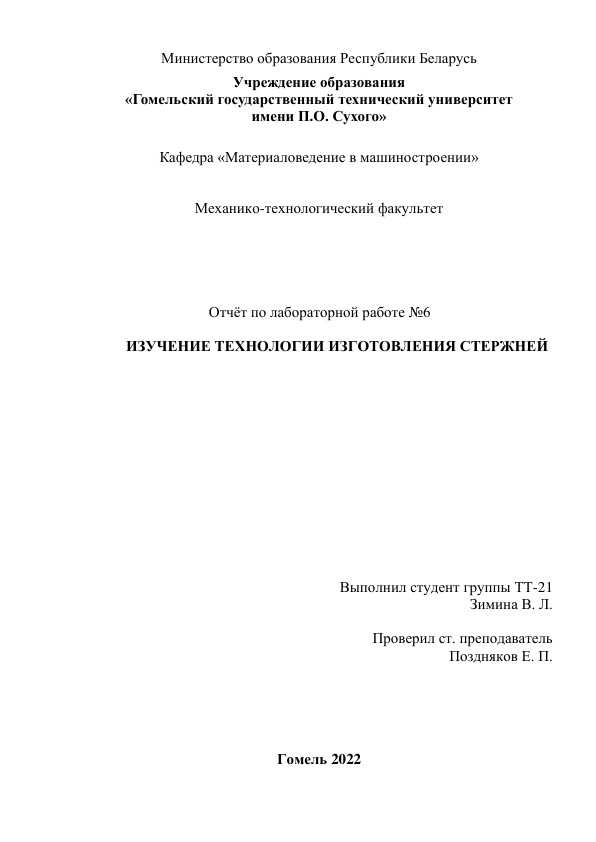 Министерство образования Республики Беларусь
Учреждение образования
«Гомельский государственный технический университет
имени П.О. Сухого»
Кафедра «Материаловедение в машиностроении»
Механико-технологический факультет
Отчёт по лабораторной работе №6
ИЗУЧЕНИЕ ТЕХНОЛОГИИ ИЗГОТОВЛЕНИЯ СТЕРЖНЕЙ
Выполнил студент группы ТТ-21
Зимина В. Л.
Проверил ст. преподаватель
Поздняков Е. П.
Гомель 2022